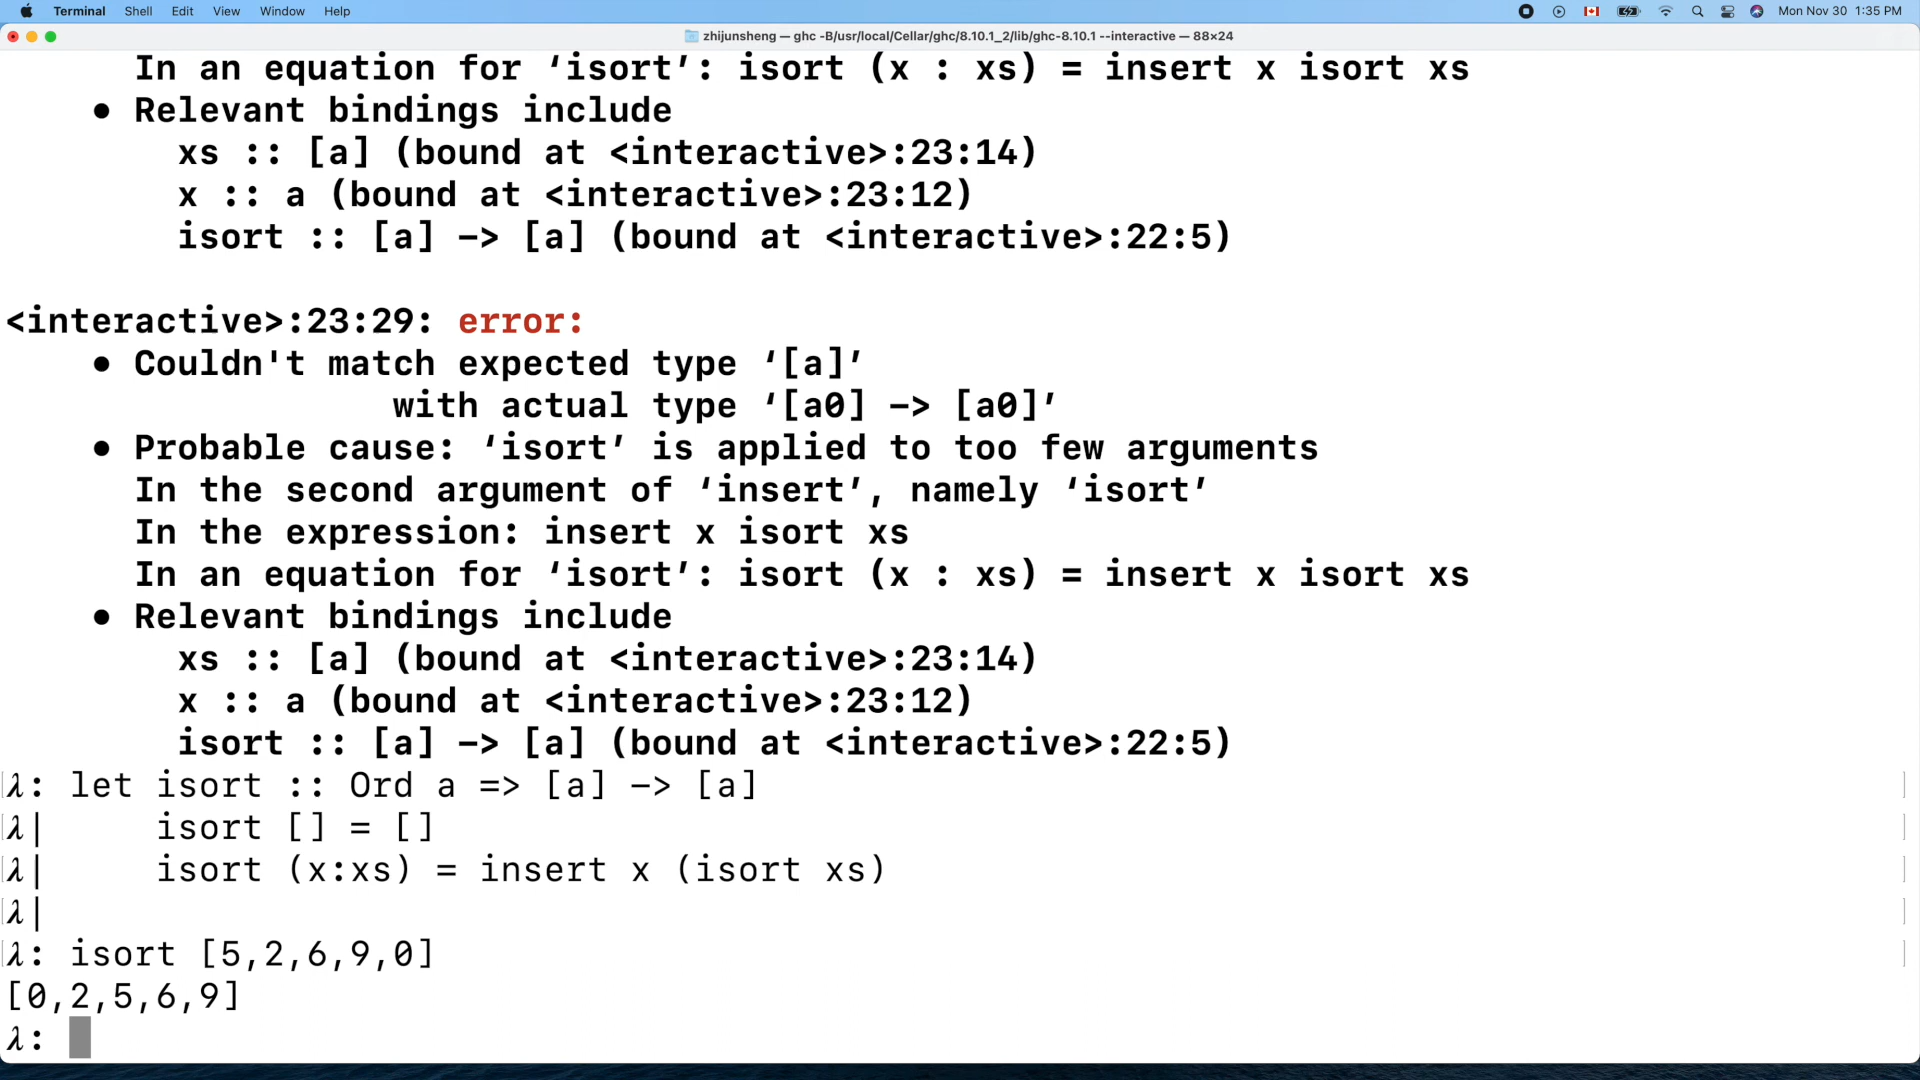 Terminal Shell Edit View Window Help Mon Nov 30 1:35 PM
zhijunsheng — ghc -B/usr/local/Cellar/ghc/8.10.1_2/lib/ghc-8.10.1 --interactive — 88×24
In an equation for ‘isort’: isort (x : xs) = insert x isort xs
• Relevant bindings include
xs :: [a] (bound at <interactive>:23:14)
x :: a (bound at <interactive>:23:12)
isort :: [a] -> [a] (bound at <interactive>:22:5)
<interactive>:23:29: error:
• Couldn't match expected type ‘[a]’
with actual type ‘[a0] -> [a0]’
• Probable cause: ‘isort’ is applied to too few arguments
In the second argument of ‘insert’, namely ‘isort’
In the expression: insert x isort xs
In an equation for ‘isort’: isort (x : xs) = insert x isort xs
• Relevant bindings include
xs :: [a] (bound at <interactive>:23:14)
x :: a (bound at <interactive>:23:12)
isort :: [a] -> [a] (bound at <interactive>:22:5)
λ: let isort :: Ord a => [a] -> [a]
λ| isort [] = []
λ| isort (x:xs) = insert x (isort xs)
λ|
λ: isort [5,2,6,9,0]
[0,2,5,6,9]
λ: